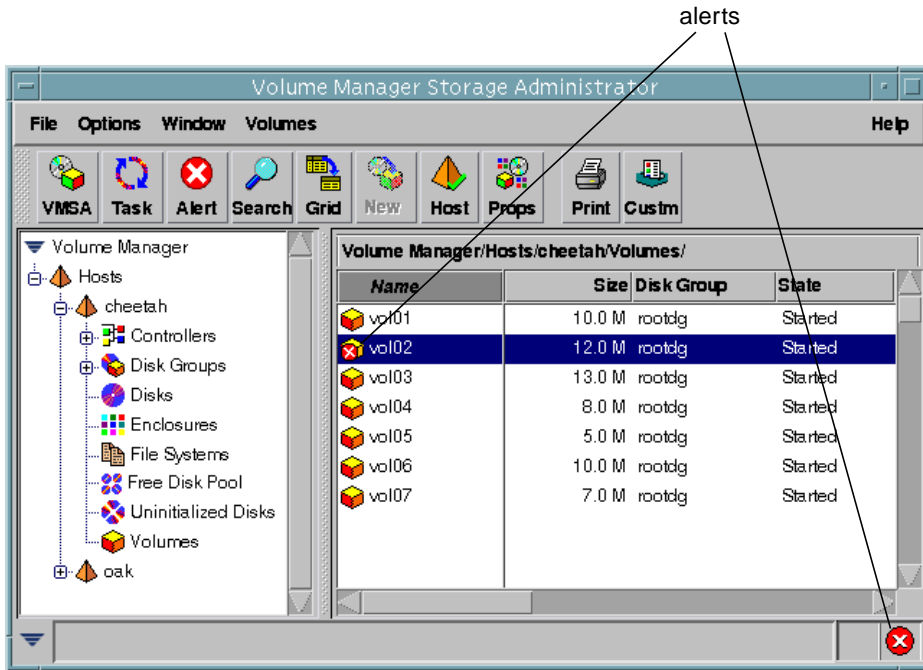 alerts
Volume Manager Storage Administrator
File Options Window Volumes Help
VMSA Task Alert Search Grid New Host Props Print Custm
Volume Manager
Hosts
cheetah
Controllers
Disk Groups
Disks
Enclosures
File Systems
Free Disk Pool
Uninitialized Disks
Volumes
oak
Volume Manager/Hosts/cheetah/Volumes/
Name Size Disk Group State
vol01 10.0 M rootdg Started
vol02 12.0 M rootdg Started
vol03 13.0 M rootdg Started
vol04 8.0 M rootdg Started
vol05 5.0 M rootdg Started
vol06 10.0 M rootdg Started
vol07 7.0 M rootdg Started